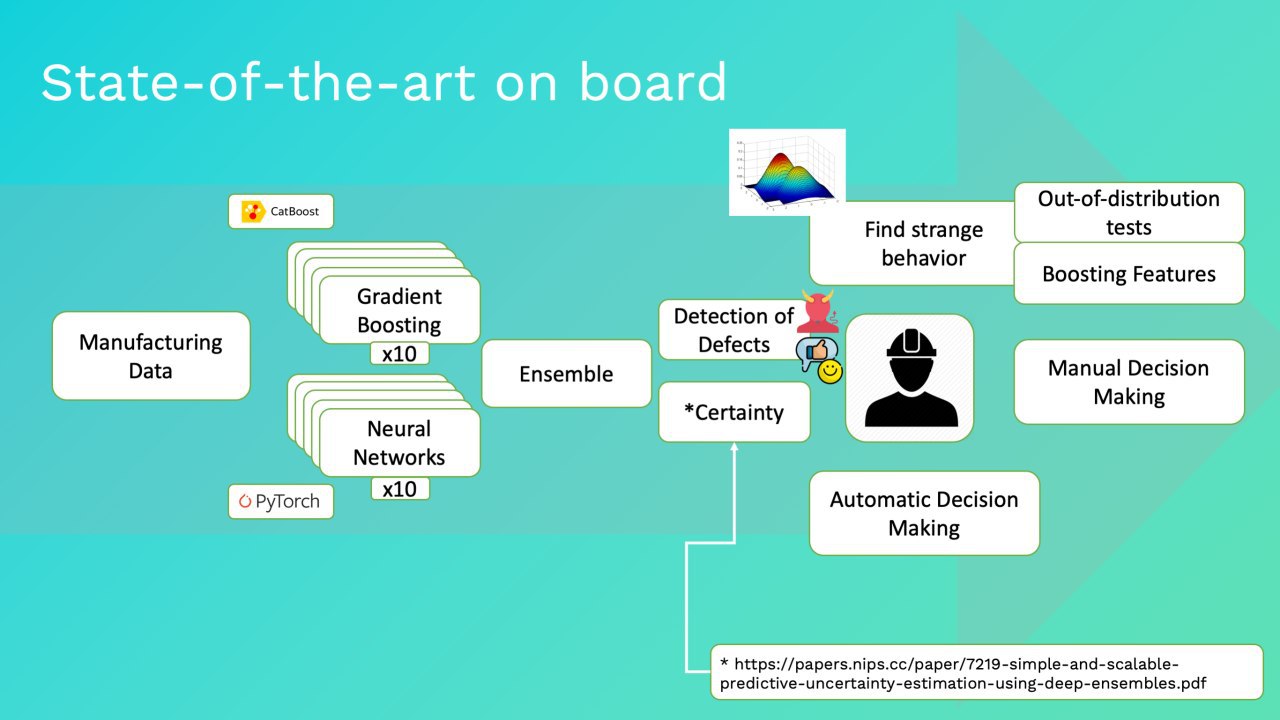 State-of-the-art on board
CatBoost
Manufacturing
Data
Gradient
Boosting
x10
Neural
Networks
x10
PyTorch
Ensemble
Detection of
Defects
*Certainty
Find strange
behavior
Out-of-distribution
tests
Boosting Features
Manual Decision
Making
Automatic Decision
Making
* https://papers.nips.cc/paper/7219-simple-and-scalable-
predictive-uncertainty-estimation-using-deep-ensembles.pdf